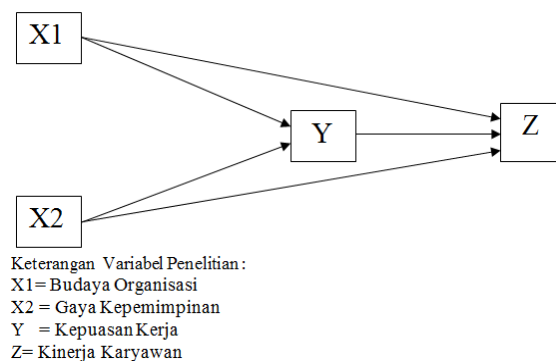 X1
Y
Z
X2
Keterangan Variabel Penelitian :
X1= Budaya Organisasi
X2 = Gaya Kepemimpinan
Y = Kepuasan Kerja
Z= Kinerja Karyawan